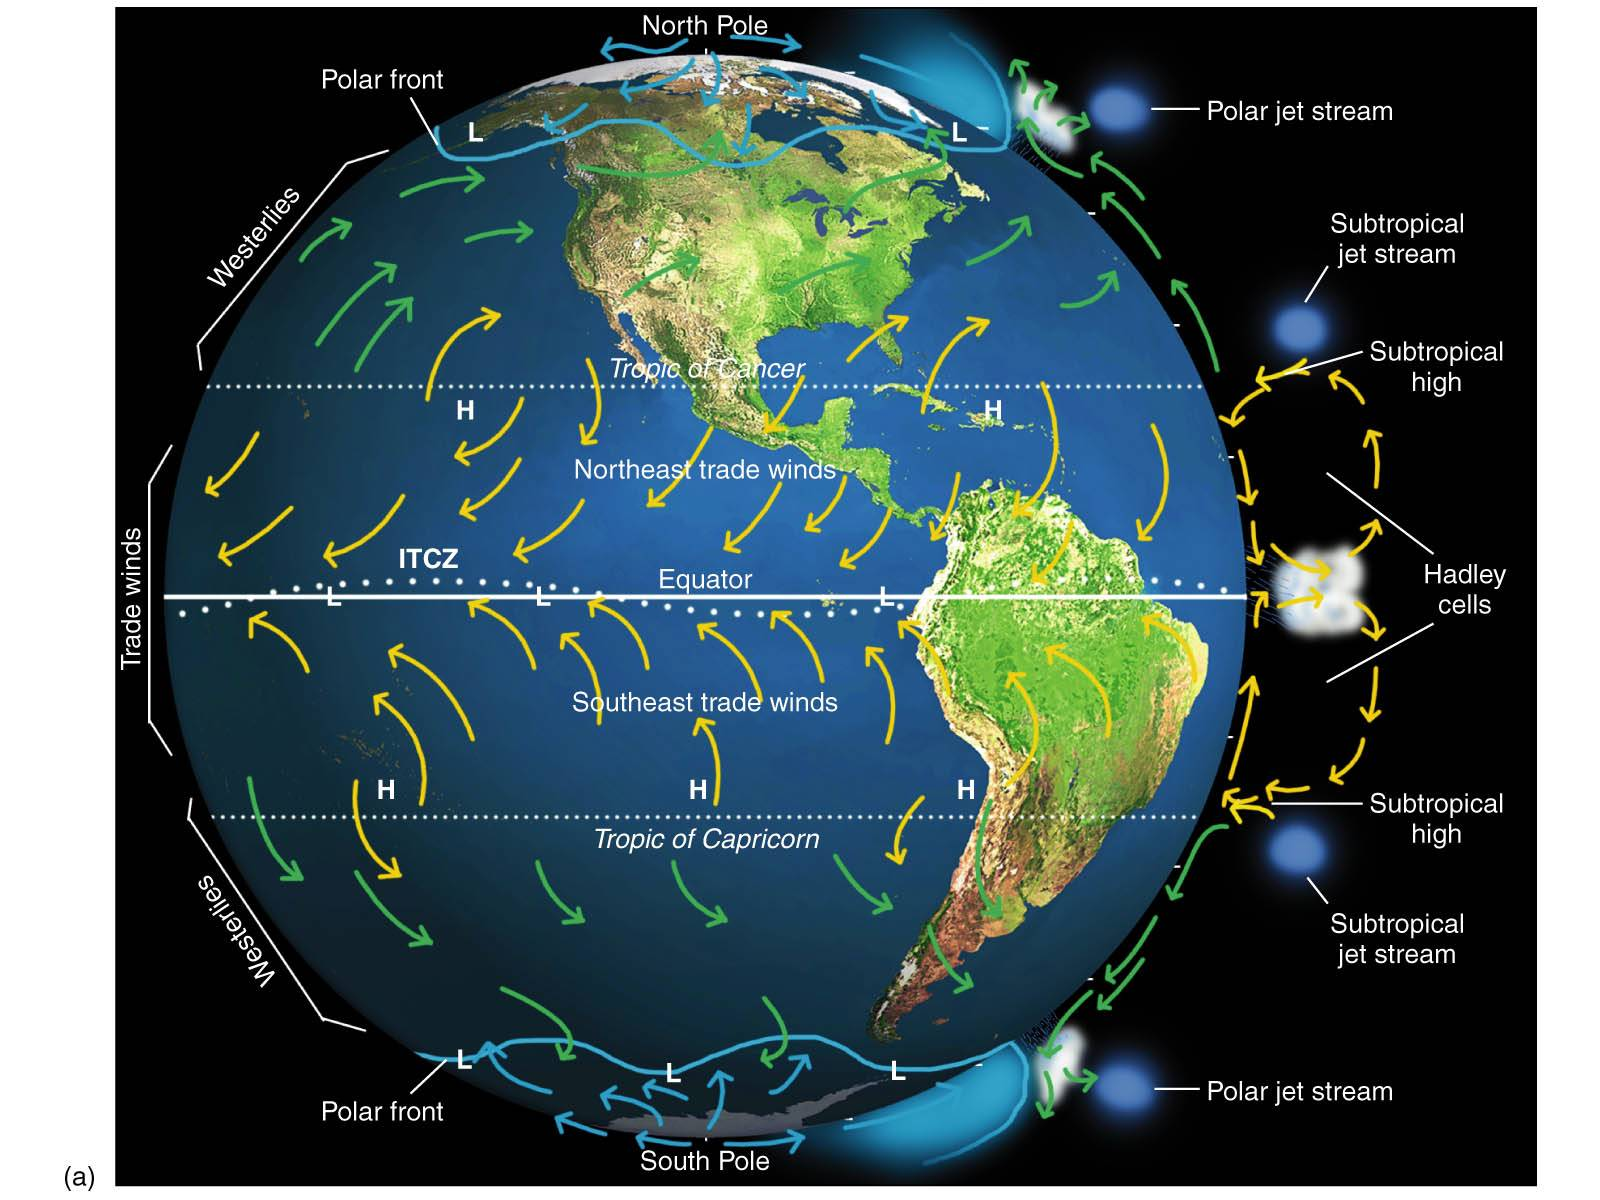 North Pole
Polar front
L
L
Polar jet stream
Westerlies
Subtropical
jet stream
Subtropical
high
Tropic of Cancer
H
H
Northeast trade winds
ITCZ
Equator
L
L
L
Hadley
cells
Trade winds
Southeast trade winds
H
H
H
Subtropical
high
Tropic of Capricorn
Westerlies
Subtropical
jet stream
L
L
L
Polar front
Polar jet stream
South Pole
(a)